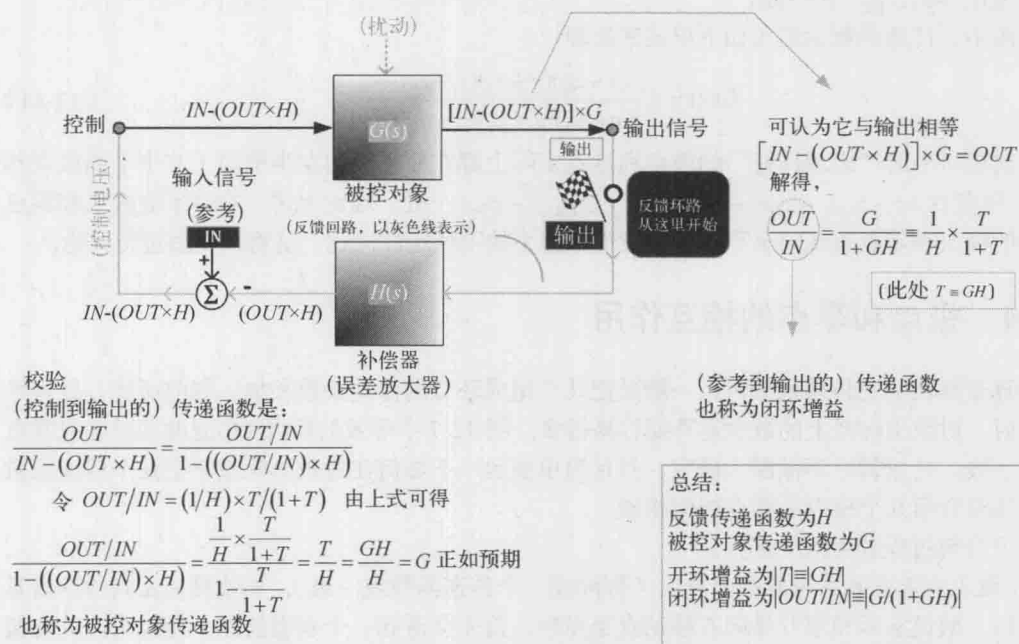 (扰动)
控制
IN-(OUT×H)
G(s)
[IN-(OUT×H)]×G
输出信号
输出
被控对象
输入信号
(参考)
IN
+
Σ
-
(控制电压)
IN-(OUT×H)
(OUT×H)
(反馈回路，以灰色线表示)
H(s)
补偿器
(误差放大器)
输出
反馈环路
从这里开始
可认为它与输出相等
[IN-(OUT×H)]×G=OUT
解得，
OUT/IN = G/(1+GH) ≡ 1/H × T/(1+T)
(此处 T≡GH)
(参考到输出的) 传递函数
也称为闭环增益
校验
(控制到输出的) 传递函数是：
OUT/(IN-(OUT×H)) = (OUT/IN)/(1-((OUT/IN)×H))
令 OUT/IN=(1/H)×T/(1+T) 由上式可得
(OUT/IN)/(1-((OUT/IN)×H)) = (1/H × T/(1+T))/(1-T/(1+T)) = T/H = GH/H = G 正如预期
也称为被控对象传递函数
总结：
反馈传递函数为H
被控对象传递函数为G
开环增益为|T|≡|GH|
闭环增益为|OUT/IN|≡|G/(1+GH)|